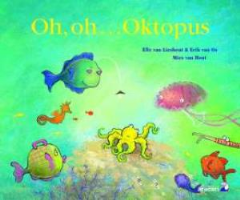 Oh, oh...Oktopus
Elle van Lieshout & Erik van Os
Mies van Hout